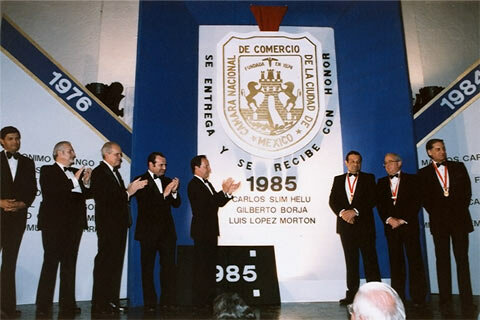 1976
1984
SE ENTREGA Y SE RECIBE CON HONOR
CÁMARA NACIONAL DE COMERCIO DE LA CIUDAD DE MÉXICO
FUNDADA EN 1874
1985
CARLOS SLIM HELU
GILBERTO BORJA
LUIS LOPEZ MORTON
1985